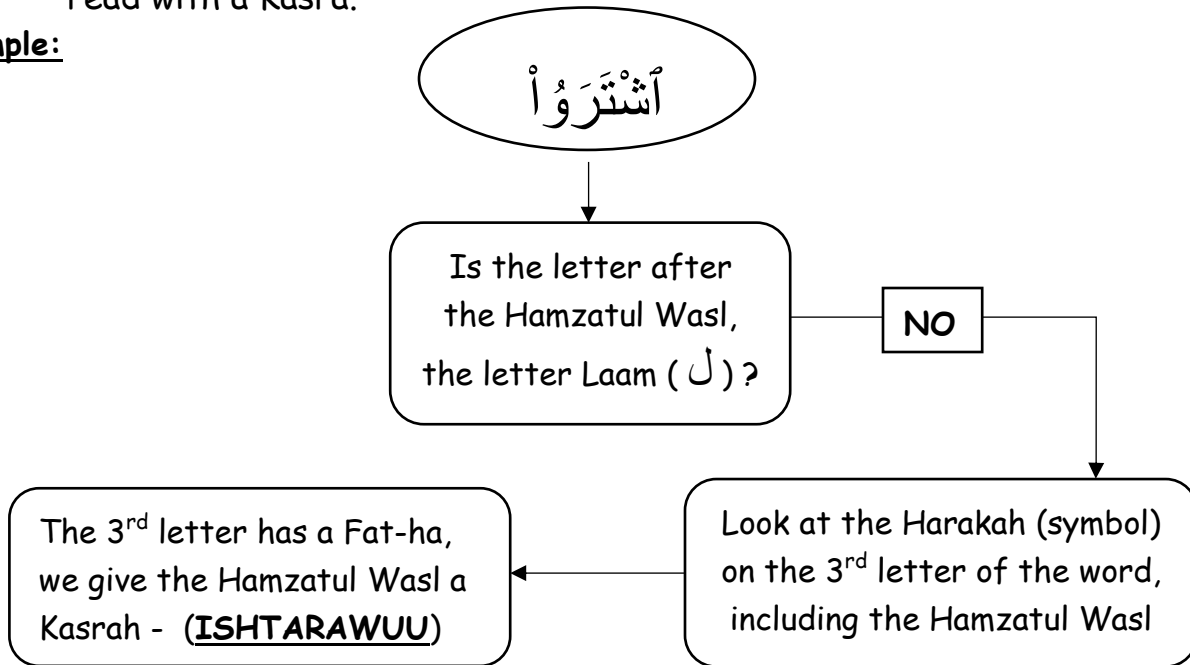 read with a Kasra.
mple:
ٱشْتَرَوُا۟
Is the letter after
the Hamzatul Wasl,
the letter Laam ( ل ) ?
NO
Look at the Harakah (symbol)
on the 3rd letter of the word,
including the Hamzatul Wasl
The 3rd letter has a Fat-ha,
we give the Hamzatul Wasl a
Kasrah - (ISHTARAWUU)